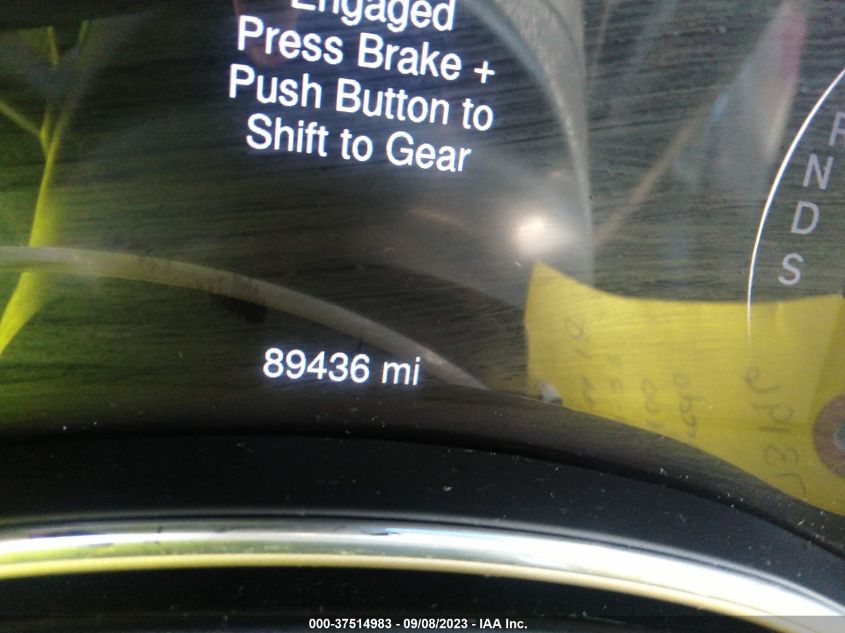 Engaged
Press Brake +
Push Button to
Shift to Gear
R
N
D
S
89436 mi
000-37514983 - 09/08/2023 - IAA Inc.